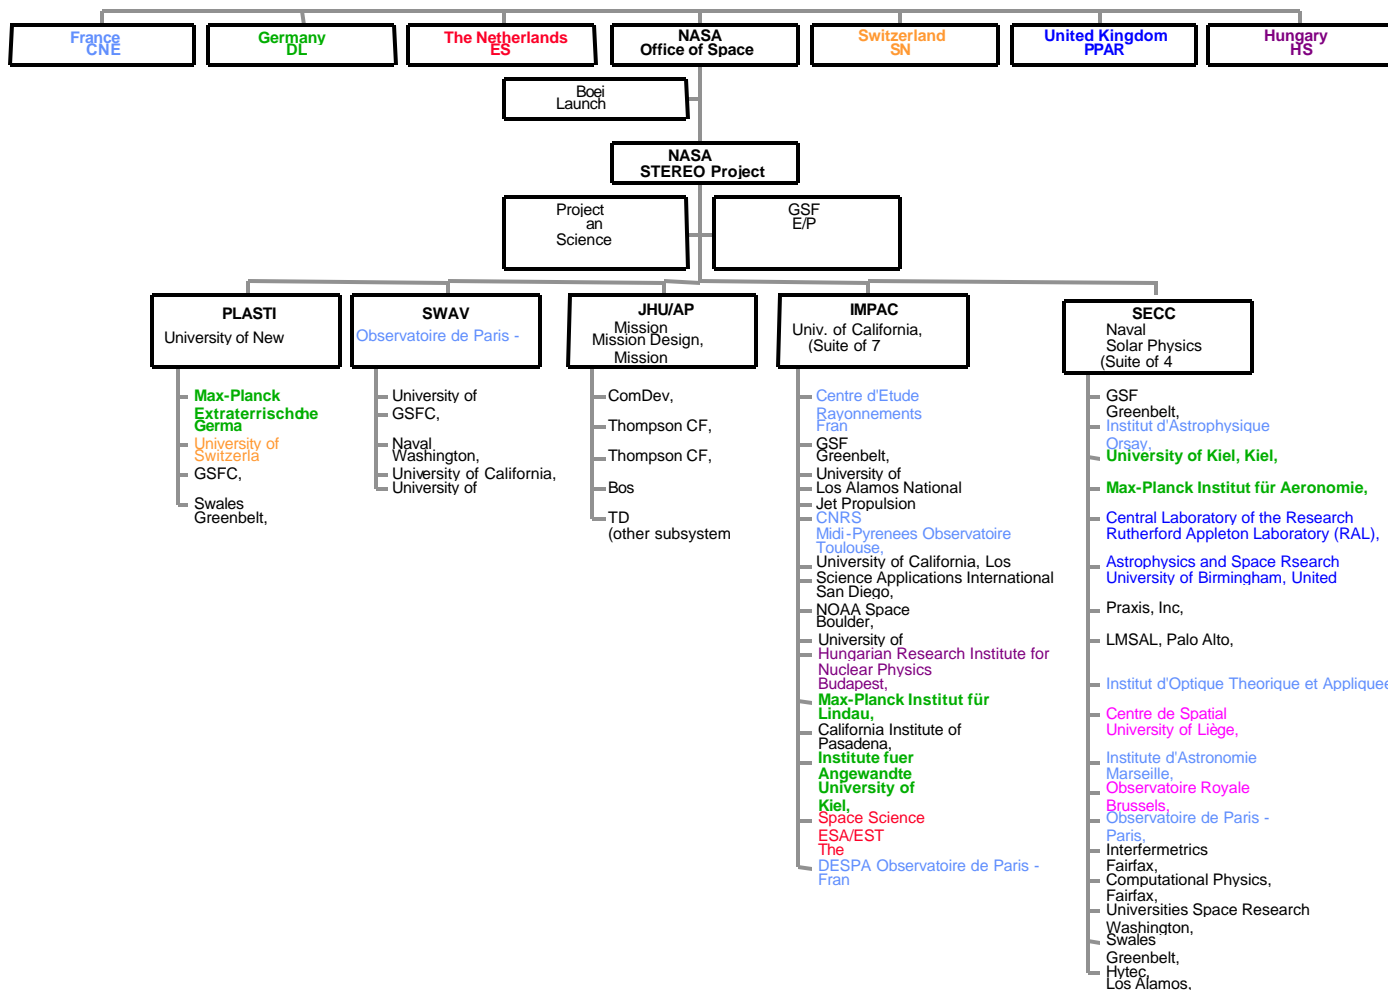 France
CNE
Germany
DL
The Netherlands
ES
NASA
Office of Space
Switzerland
SN
United Kingdom
PPAR
Hungary
HS
Boei
Launch
NASA
STEREO Project
Project
an
Science
GSF
E/P
PLASTI
University of New
Max-Planck
Extraterrischdne
Germa
University of
Switzerla
GSFC,
Swales
Greenbelt,
SWAV
Observatoire de Paris -
University of
GSFC,
Naval
Washington,
University of California,
University of
JHU/AP
Mission
Mission Design,
Mission
ComDev,
Thompson CF,
Thompson CF,
Bos
TD
(other subsystem
IMPAC
Univ. of California,
(Suite of 7
Centre d'Etude
Rayonnements
Fran
GSF
Greenbelt,
University of
Los Alamos National
Jet Propulsion
CNRS
Midi-Pyrenees Observatoire
Toulouse,
University of California, Los
Science Applications International
San Diego,
NOAA Space
Boulder,
University of
Hungarian Research Institute for
Nuclear Physics
Budapest,
Max-Planck Institut für
Lindau,
California Institute of
Pasadena,
Institute fuer
Angewandte
University of
Kiel,
Space Science
ESA/EST
The
DESPA Observatoire de Paris -
Fran
SECC
Naval
Solar Physics
(Suite of 4
GSF
Greenbelt,
Institut d'Astrophysique
Orsay,
University of Kiel, Kiel,
Max-Planck Institut für Aeronomie,
Central Laboratory of the Research
Rutherford Appleton Laboratory (RAL),
Astrophysics and Space Rsearch
University of Birmingham, United
Praxis, Inc,
LMSAL, Palo Alto,
Institut d'Optique Theorique et Appliquee
Centre de Spatial
University of Liège,
Institute d'Astronomie
Marseille,
Observatoire Royale
Brussels,
Observatoire de Paris -
Paris,
Interfermetrics
Fairfax,
Computational Physics,
Fairfax,
Universities Space Research
Washington,
Swales
Greenbelt,
Hytec,
Los Alamos,